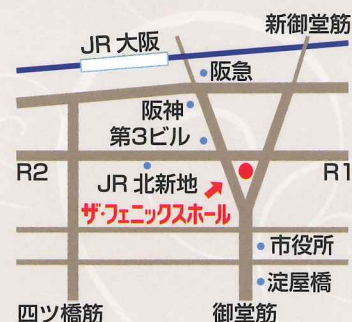 新御堂筋
JR 大阪
阪急
阪神
第3ビル
R2
JR 北新地
R1
ザ・フェニックスホール
市役所
淀屋橋
四ツ橋筋
御堂筋